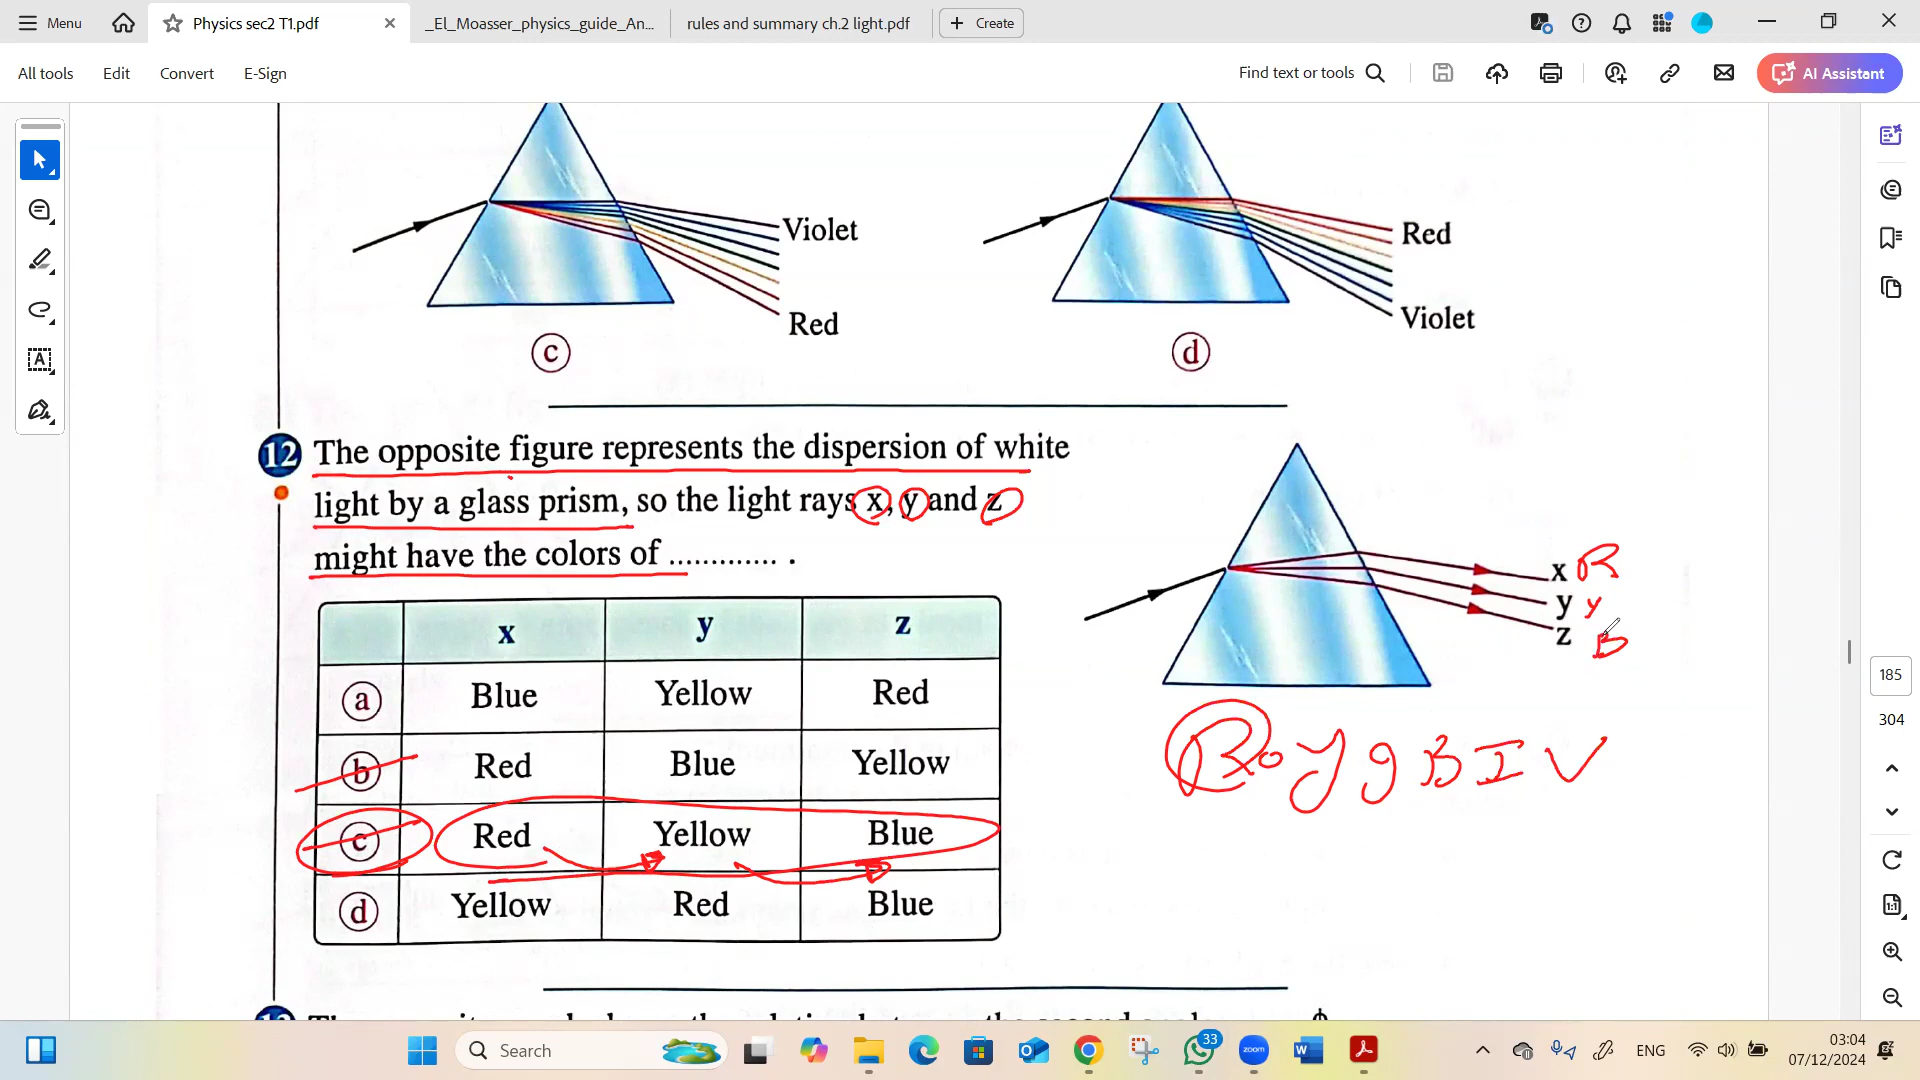 Menu
Physics sec2 T1.pdf
_El_Moasser_physics_guide_An...
rules and summary ch.2 light.pdf
Create
All tools
Edit
Convert
E-Sign
Find text or tools
AI Assistant
Violet
Red
c
Red
Violet
d
12 The opposite figure represents the dispersion of white
light by a glass prism, so the light rays x, y and z
might have the colors of ............. .
x y z
a Blue Yellow Red
b Red Blue Yellow
c Red Yellow Blue
d Yellow Red Blue
x R
y y
z B
R o y g B I V
185
304
Search
33
zoom
ENG
03:04
07/12/2024